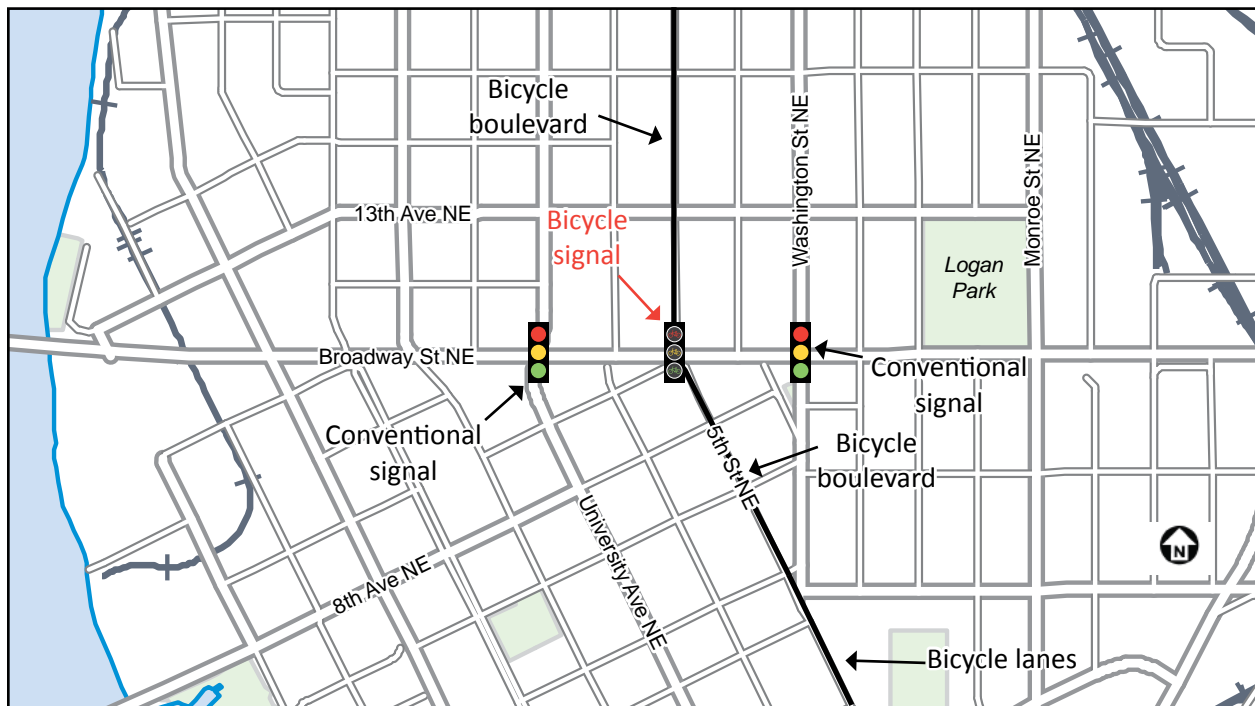 Bicycle
boulevard
Washington St NE
Monroe St NE
13th Ave NE
Bicycle
signal
Logan
Park
Broadway St NE
Conventional
signal
Conventional
signal
5th St NE
Bicycle
boulevard
University Ave NE
8th Ave NE
N
Bicycle lanes